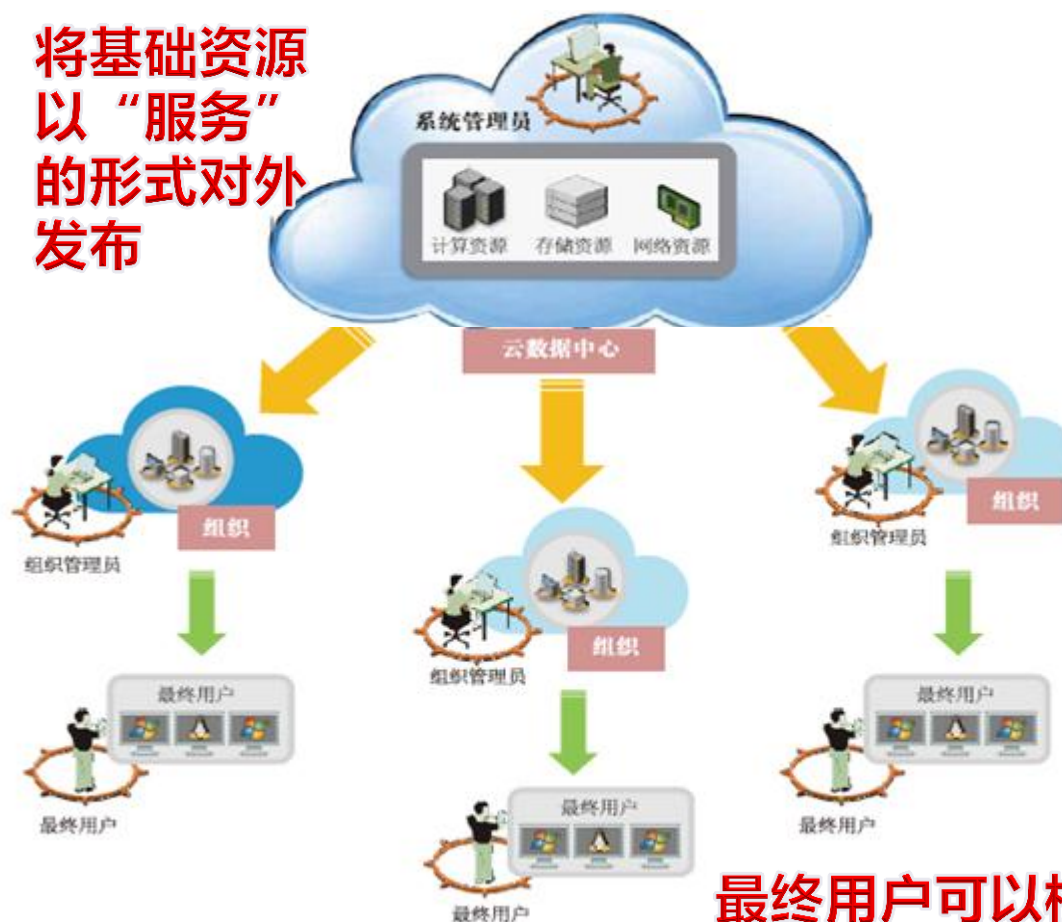 将基础资源
以“服务”
的形式对外
发布
系统管理员
计算资源 存储资源 网络资源
云数据中心
组织
组织管理员
组织
组织管理员
组织
组织管理员
最终用户
最终用户
最终用户
最终用户
最终用户
最终用户
最终用户可以